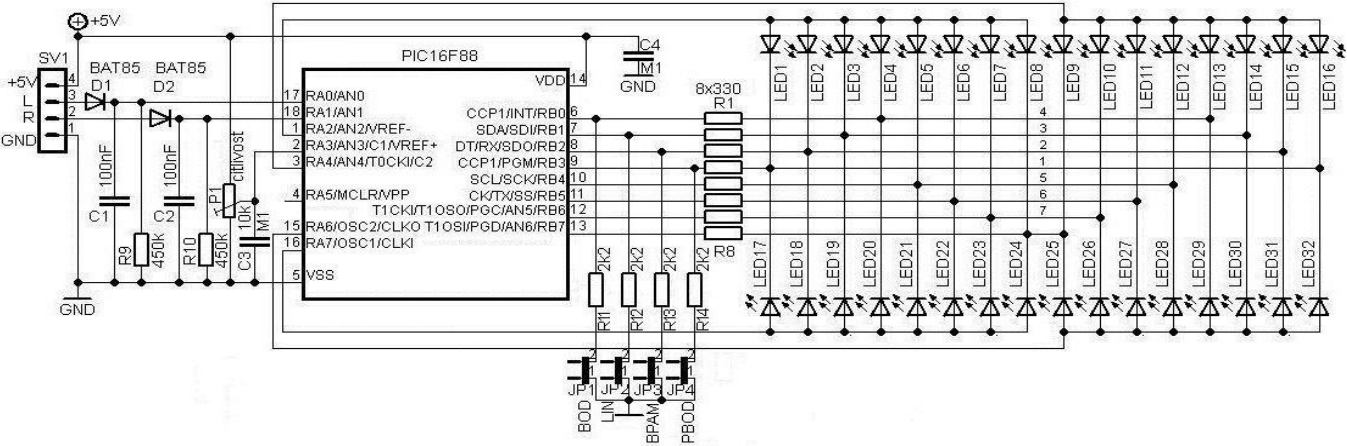 +5V
SV1
+5V
L
R
GND
4
3
2
1
BAT85
D1
BAT85
D2
100nF
C1
R9
450k
100nF
C2
R10
450k
P1
citlivost
10k
C3
M1
GND
PIC16F88
17 RA0/AN0
18 RA1/AN1
1 RA2/AN2/VREF-
2 RA3/AN3/C1/VREF+
3 RA4/AN4/T0CKI/C2
4 RA5/MCLR/VPP
15 RA6/OSC2/CLKO
16 RA7/OSC1/CLKI
5 VSS
VDD 14
CCP1/INT/RB0 6
SDA/SDI/RB1 7
DT/RX/SDO/RB2 8
CCP1/PGM/RB3 9
SCL/SCK/RB4 10
CK/TX/SS/RB5 11
T1CKI/T1OSO/PGC/AN5/RB6 12
T1OSI/PGD/AN6/RB7 13
C4
M1
GND
8x330
R1
R8
2k2
R11
2k2
R12
2k2
R13
2k2
R14
2
1
JP1
2
1
JP2
2
1
JP3
2
1
JP4
BOD
LIN
BPAM
PBOD
LED1
LED2
LED3
LED4
LED5
LED6
LED7
LED8
LED9
LED10
LED11
LED12
LED13
LED14
LED15
LED16
4
3
2
1
5
6
7
LED17
LED18
LED19
LED20
LED21
LED22
LED23
LED24
LED25
LED26
LED27
LED28
LED29
LED30
LED31
LED32